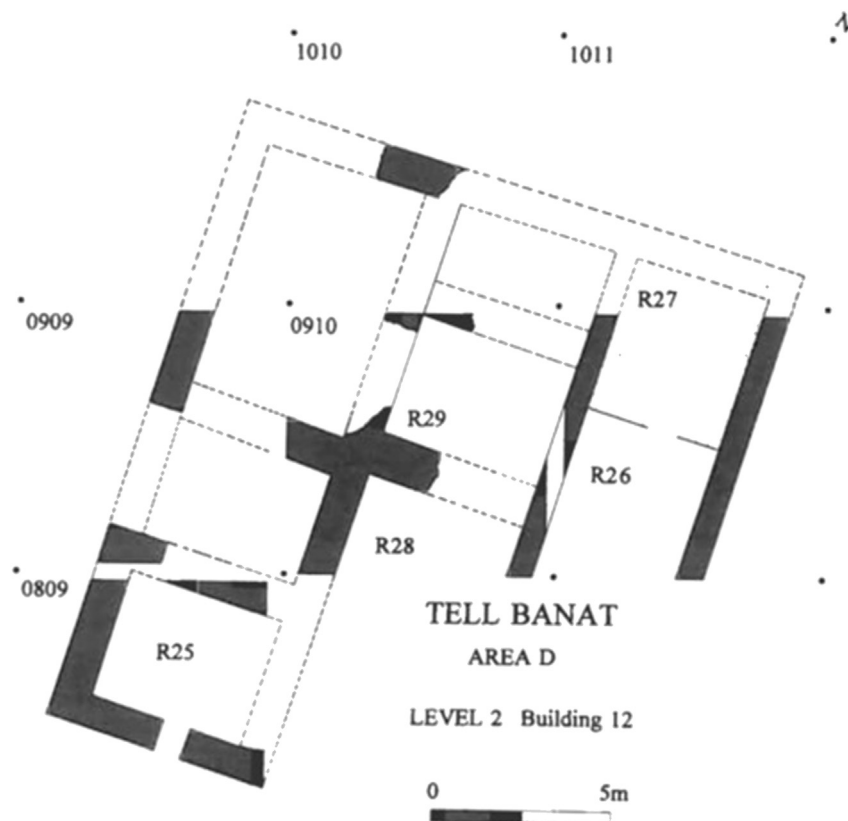 1010
1011
N
R27
0909
0910
R29
R26
R28
0809
TELL BANAT
R25
AREA D
LEVEL 2 Building 12
0 5m